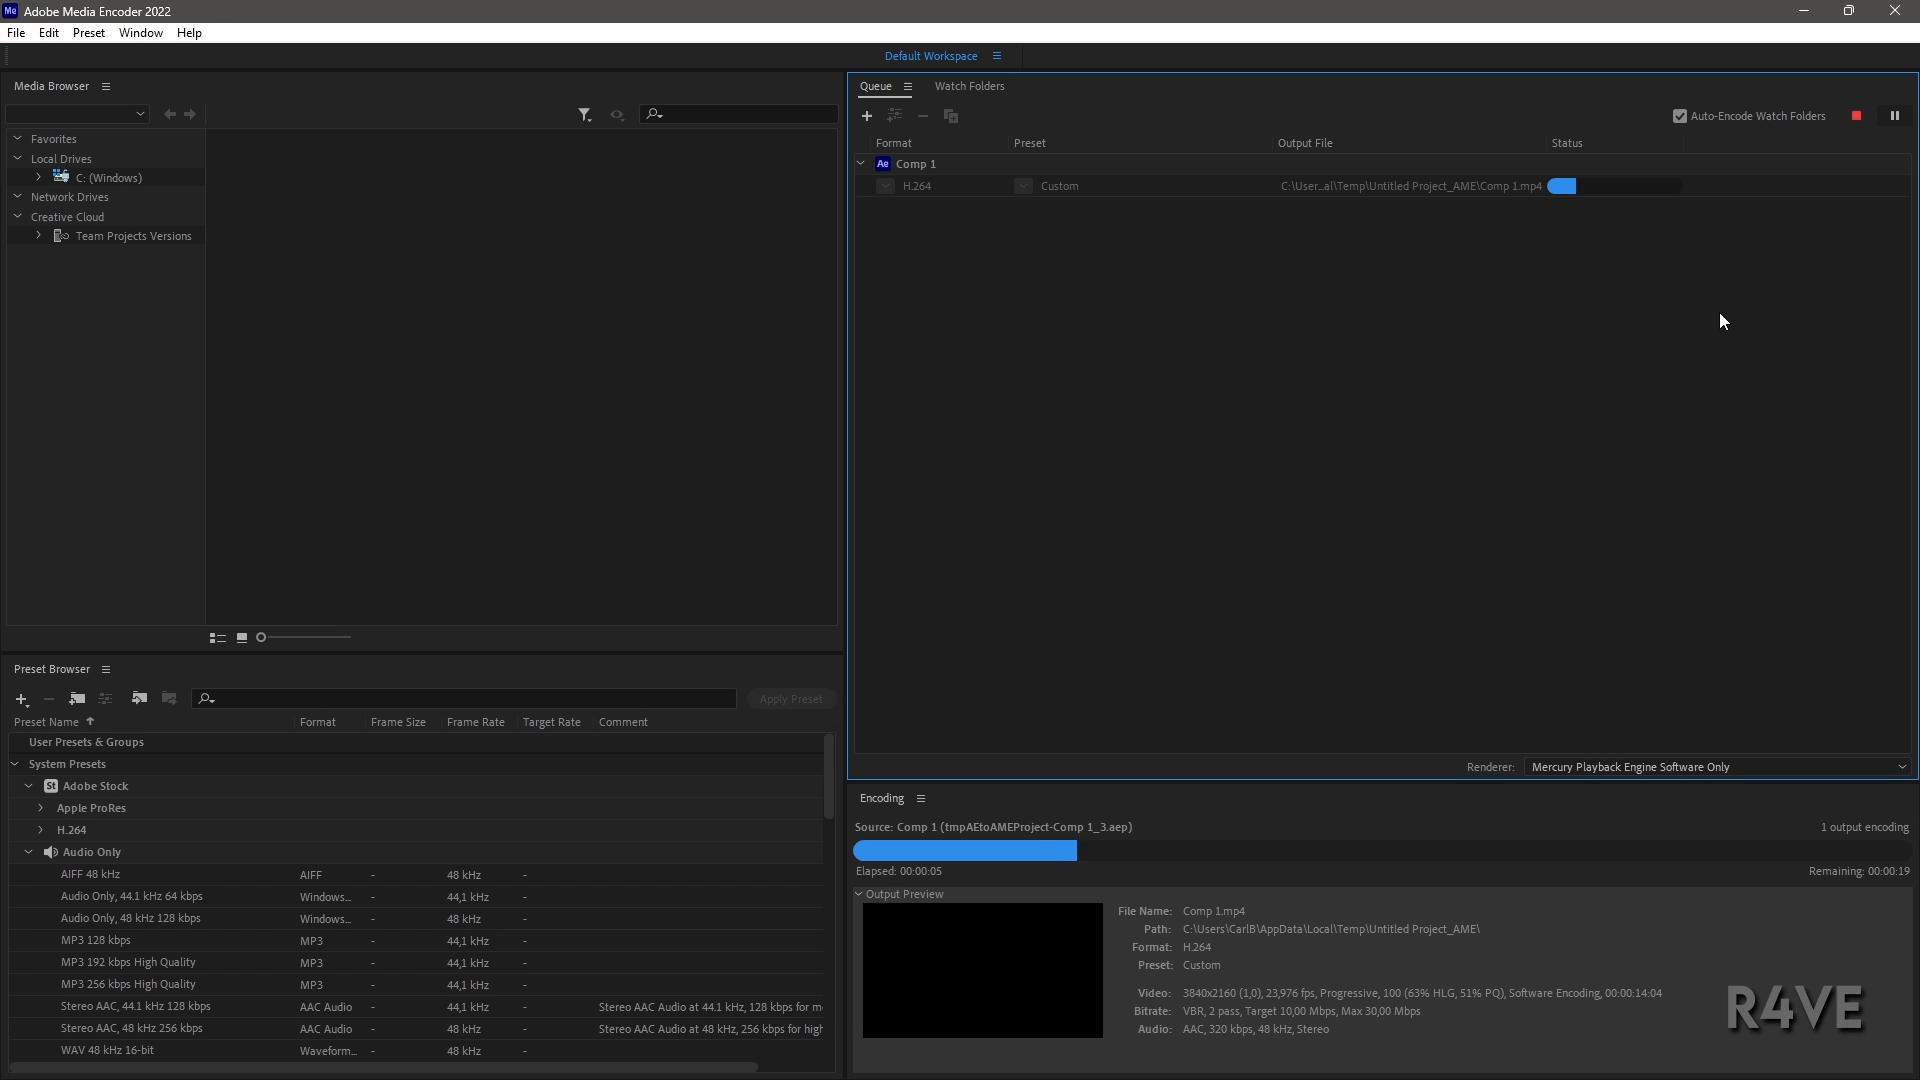 Me Adobe Media Encoder 2022
File Edit Preset Window Help
Default Workspace
Media Browser
Favorites
Local Drives
C: (Windows)
Network Drives
Creative Cloud
Team Projects Versions
Queue Watch Folders
Auto-Encode Watch Folders
Format Preset Output File Status
Ae Comp 1
H.264 Custom C:\User...al\Temp\Untitled Project_AME\Comp 1.mp4
Renderer: Mercury Playback Engine Software Only
Preset Browser
Apply Preset
Preset Name Format Frame Size Frame Rate Target Rate Comment
User Presets & Groups
System Presets
St Adobe Stock
Apple ProRes
H.264
Audio Only
AIFF 48 kHz AIFF - 48 kHz -
Audio Only, 44.1 kHz 64 kbps Windows... - 44,1 kHz -
Audio Only, 48 kHz 128 kbps Windows... - 48 kHz -
MP3 128 kbps MP3 - 44,1 kHz -
MP3 192 kbps High Quality MP3 - 44,1 kHz -
MP3 256 kbps High Quality MP3 - 44,1 kHz -
Stereo AAC, 44.1 kHz 128 kbps AAC Audio - 44,1 kHz - Stereo AAC Audio at 44.1 kHz, 128 kbps for m
Stereo AAC, 48 kHz 256 kbps AAC Audio - 48 kHz - Stereo AAC Audio at 48 kHz, 256 kbps for high
WAV 48 kHz 16-bit Waveform... - 48 kHz -
Encoding
Source: Comp 1 (tmpAEtoAMEProject-Comp 1_3.aep) 1 output encoding
Elapsed: 00:00:05 Remaining: 00:00:19
Output Preview
File Name: Comp 1.mp4
Path: C:\Users\CarlB\AppData\Local\Temp\Untitled Project_AME\
Format: H.264
Preset: Custom
Video: 3840x2160 (1,0), 23,976 fps, Progressive, 100 (63% HLG, 51% PQ), Software Encoding, 00:00:14:04
Bitrate: VBR, 2 pass, Target 10,00 Mbps, Max 30,00 Mbps
Audio: AAC, 320 kbps, 48 kHz, Stereo
R4VE